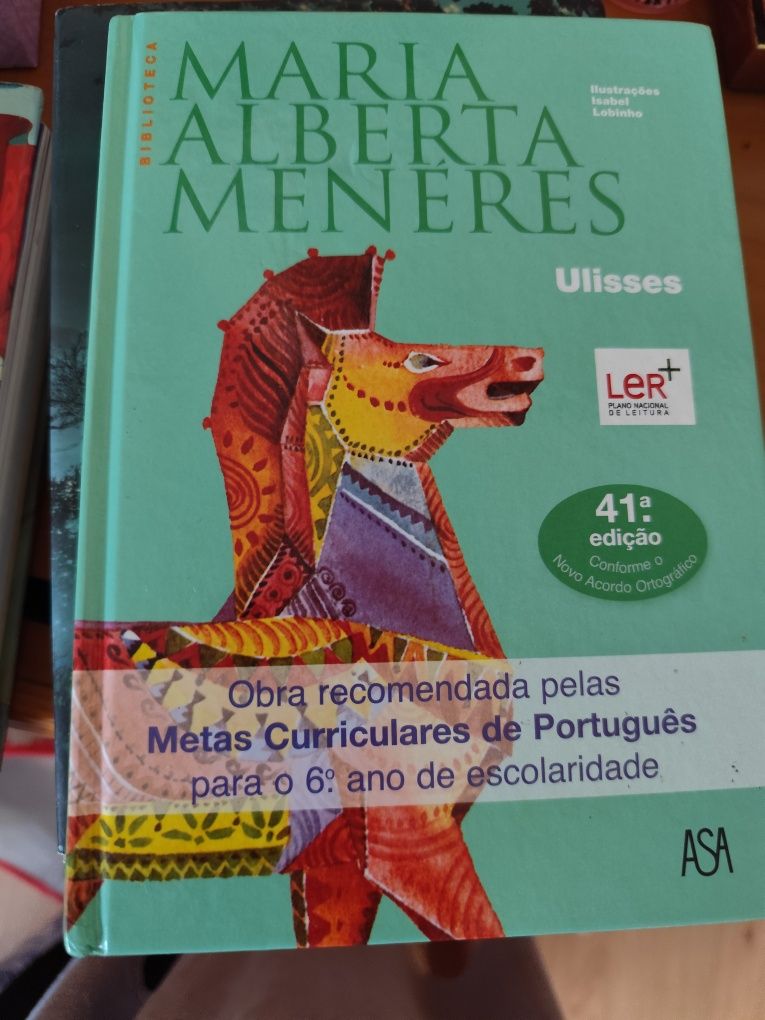 BIBLIOTECA
MARIA
ALBERTA
MENÉRES
Ilustrações
Isabel
Lobinho
Ulisses
LeR+
PLANO NACIONAL
DE LEITURA
41.ª
edição
Conforme o
Novo Acordo Ortográfico
Obra recomendada pelas
Metas Curriculares de Português
para o 6.º ano de escolaridade
ASA